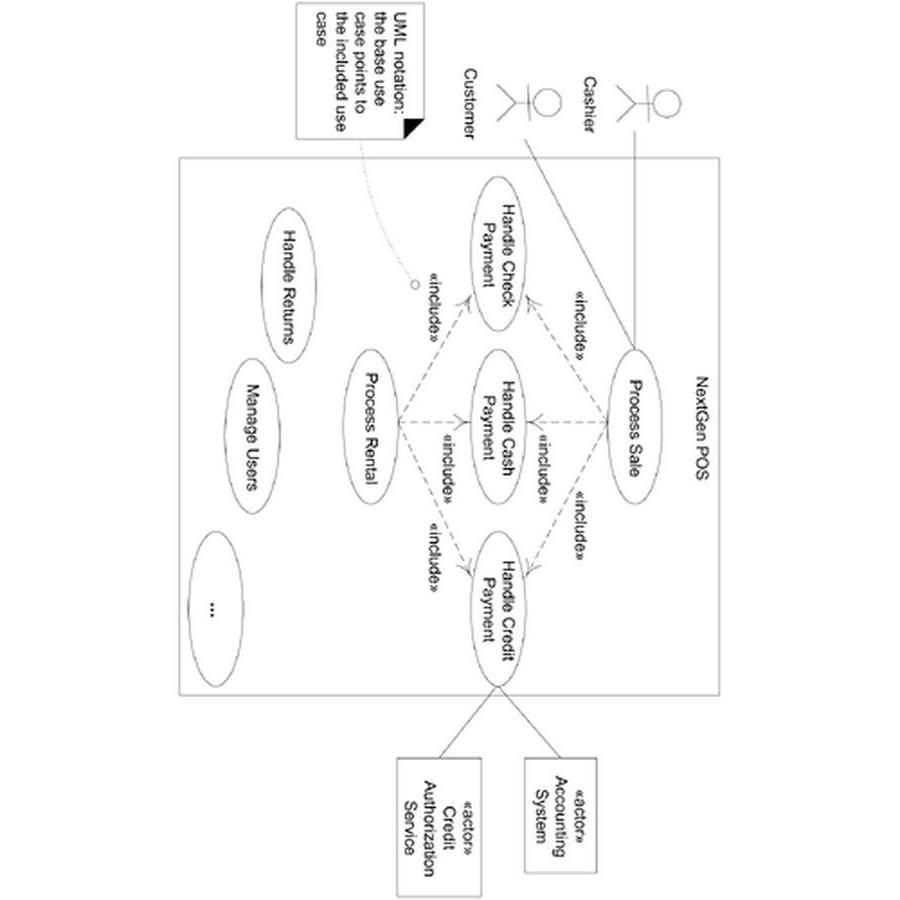 NextGen POS
Cashier
Customer
Process Sale
«include»
«include»
«include»
Handle Check
Payment
Handle Cash
Payment
Handle Credit
Payment
«actor»
Accounting
System
«actor»
Credit
Authorization
Service
«include»
«include»
«include»
UML notation:
the base use
case points to
the included use
case
Process Rental
Handle Returns
Manage Users
...